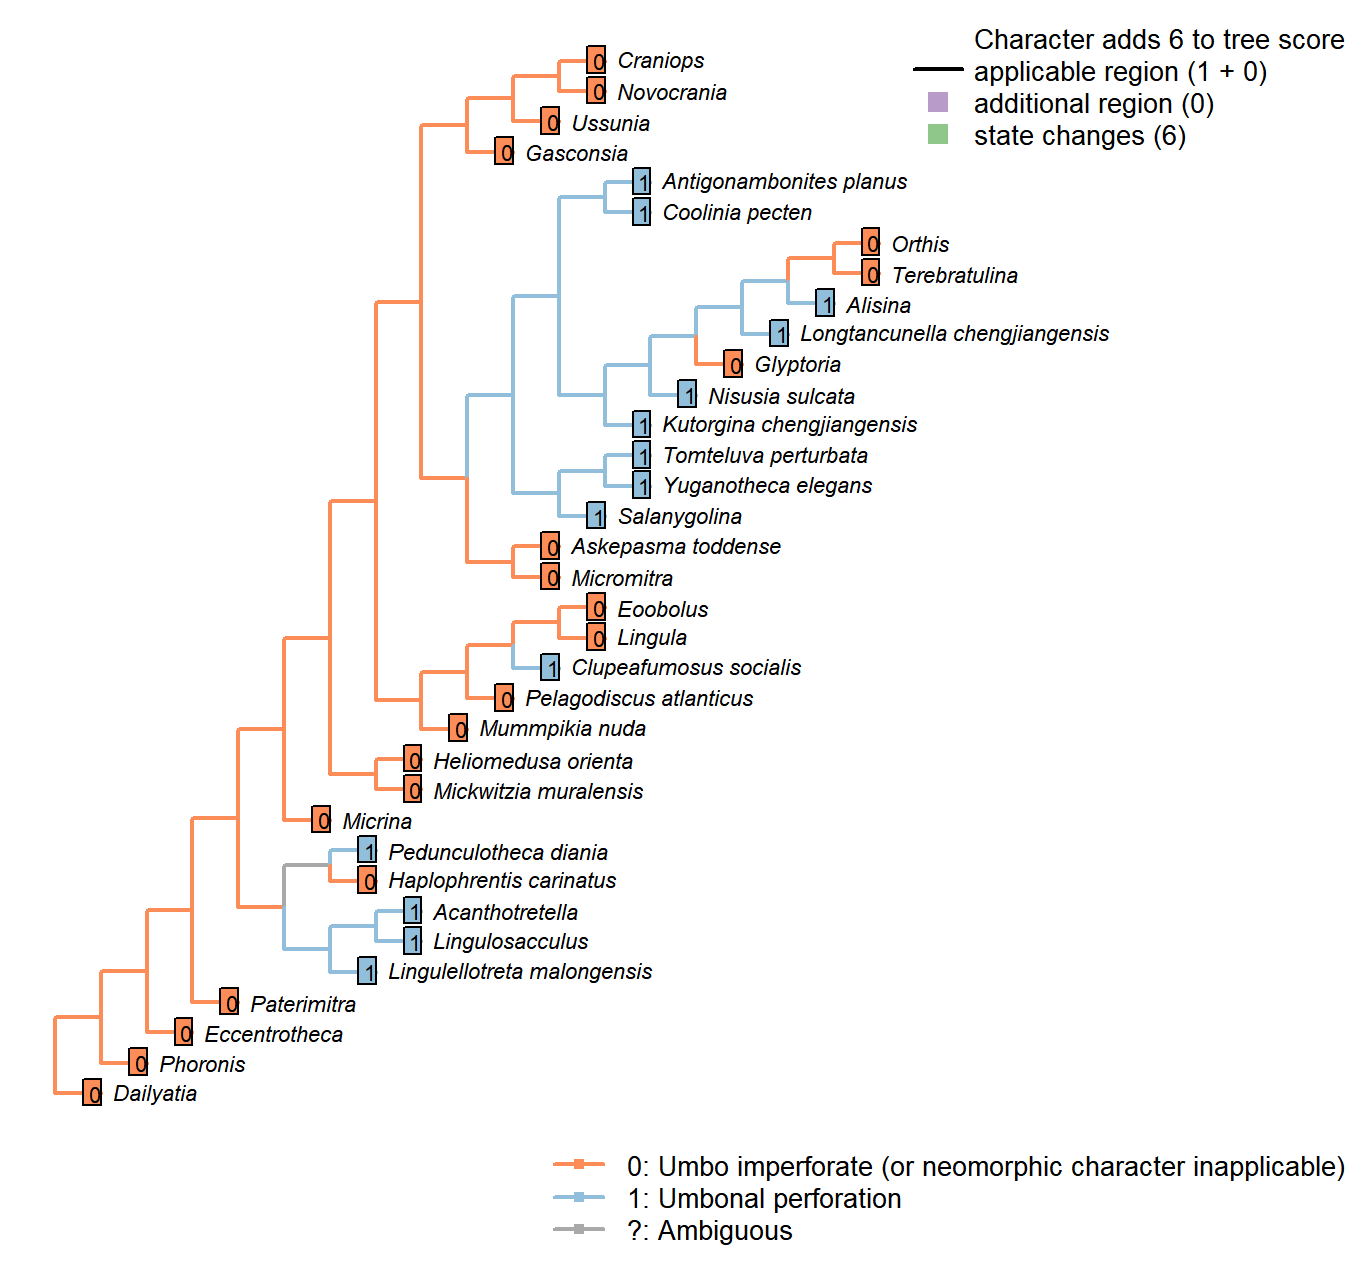 Character adds 6 to tree score
applicable region (1 + 0)
additional region (0)
state changes (6)
0 Craniops
0 Novocrania
0 Ussunia
0 Gasconsia
1 Antigonambonites planus
1 Coolinia pecten
0 Orthis
0 Terebratulina
1 Alisina
1 Longtancunella chengjiangensis
0 Glyptoria
1 Nisusia sulcata
1 Kutorgina chengjiangensis
1 Tomteluva perturbata
1 Yuganotheca elegans
1 Salanygolina
0 Askepasma toddense
0 Micromitra
0 Eoobolus
0 Lingula
1 Clupeafumosus socialis
0 Pelagodiscus atlanticus
0 Mummpikia nuda
0 Heliomedusa orienta
0 Mickwitzia muralensis
0 Micrina
1 Pedunculotheca diania
0 Haplophrentis carinatus
1 Acanthotretella
1 Lingulosacculus
1 Lingulellotreta malongensis
0 Paterimitra
0 Eccentrotheca
0 Phoronis
0 Dailyatia
0: Umbo imperforate (or neomorphic character inapplicable)
1: Umbonal perforation
?: Ambiguous